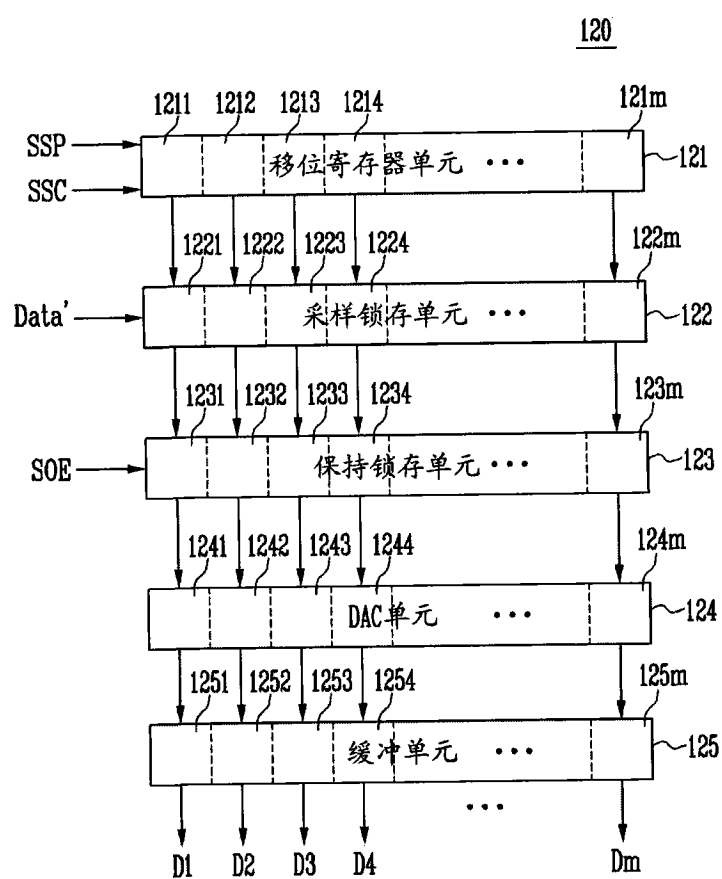 120
1211 1212 1213 1214 121m
SSP
移位寄存器单元 ••• 121
SSC
1221 1222 1223 1224 122m
Data' 采样锁存单元 ••• 122
1231 1232 1233 1234 123m
SOE 保持锁存单元 ••• 123
1241 1242 1243 1244 124m
DAC单元 ••• 124
1251 1252 1253 1254 125m
缓冲单元 ••• 125
•••
D1 D2 D3 D4 Dm